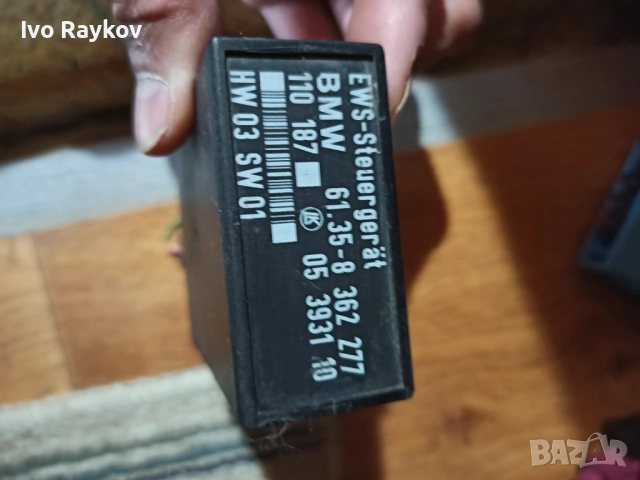 Ivo Raykov
EWS-Steuergerät
BMW 61.35-8 362 277
110 187 LK 05 3931 10
HW 03 SW 01
BAZAR